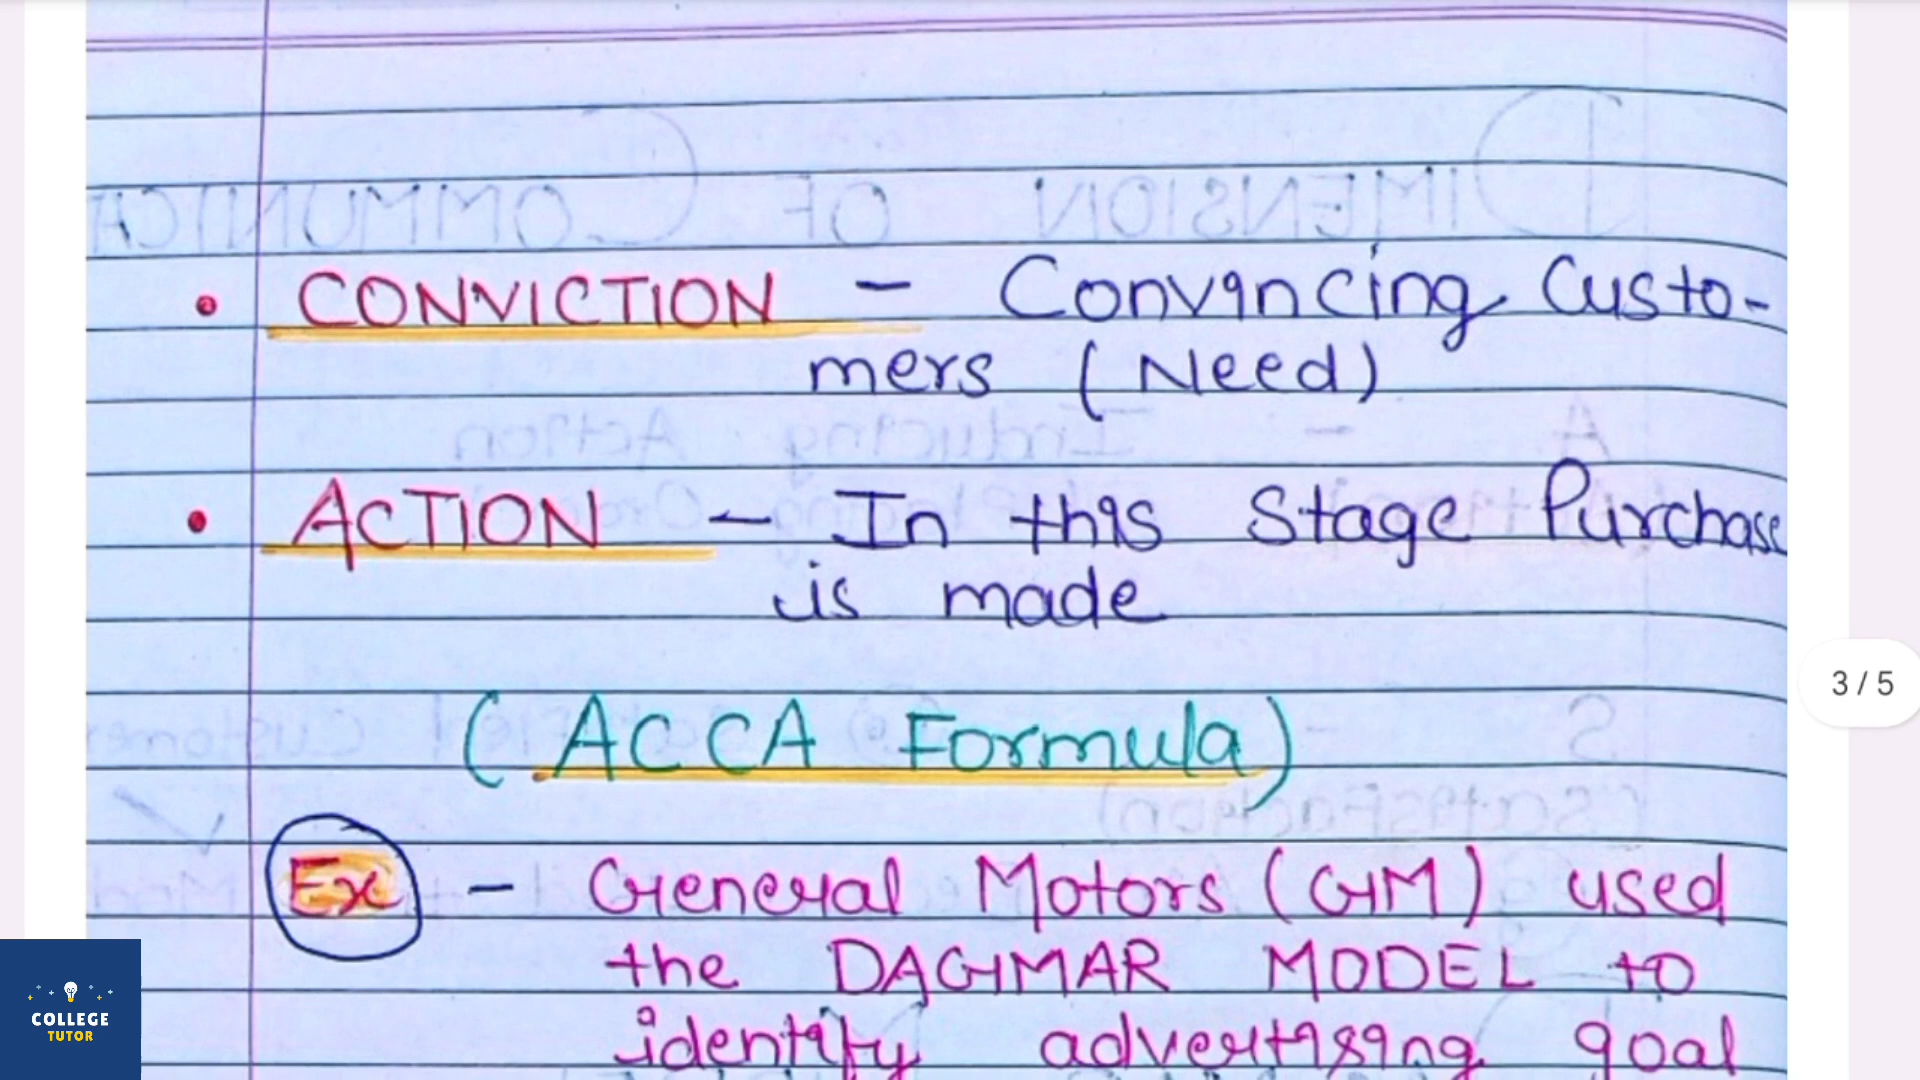 • CONVICTION - Convincing Custo-
mers (Need)
• ACTION - In this Stage Purchase
is made
(ACCA Formula)
Ex - General Motors (GM) used
the DAGMAR MODEL to
identify advertising goal
3 / 5
COLLEGE
TUTOR